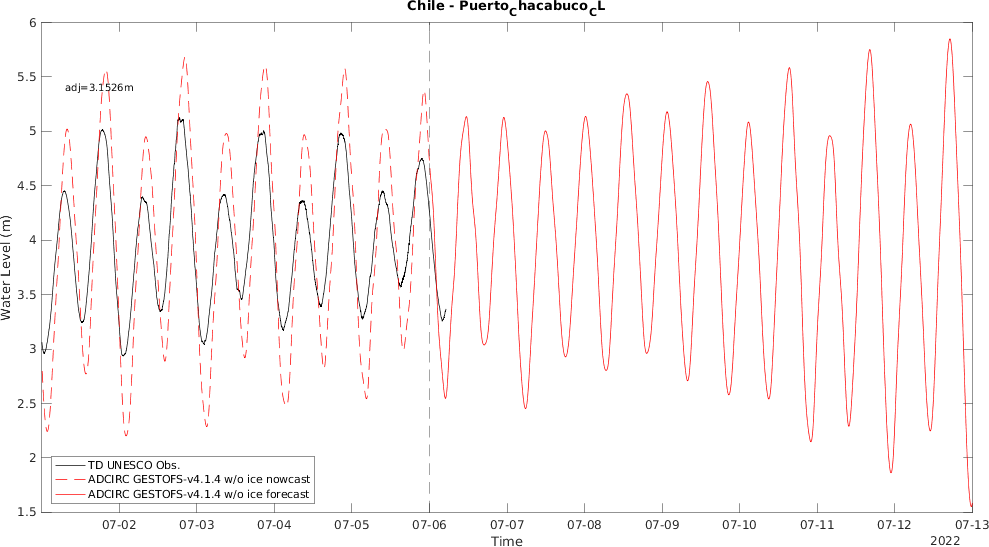 Chile - Puerto_Chacabuco_CL
6
5.5
5
4.5
4
3.5
3
2.5
2
1.5
Water Level (m)
adj=3.1526m
TD UNESCO Obs.
ADCIRC GESTOFS-v4.1.4 w/o ice nowcast
ADCIRC GESTOFS-v4.1.4 w/o ice forecast
07-02 07-03 07-04 07-05 07-06 07-07 07-08 07-09 07-10 07-11 07-12 07-13
Time
2022